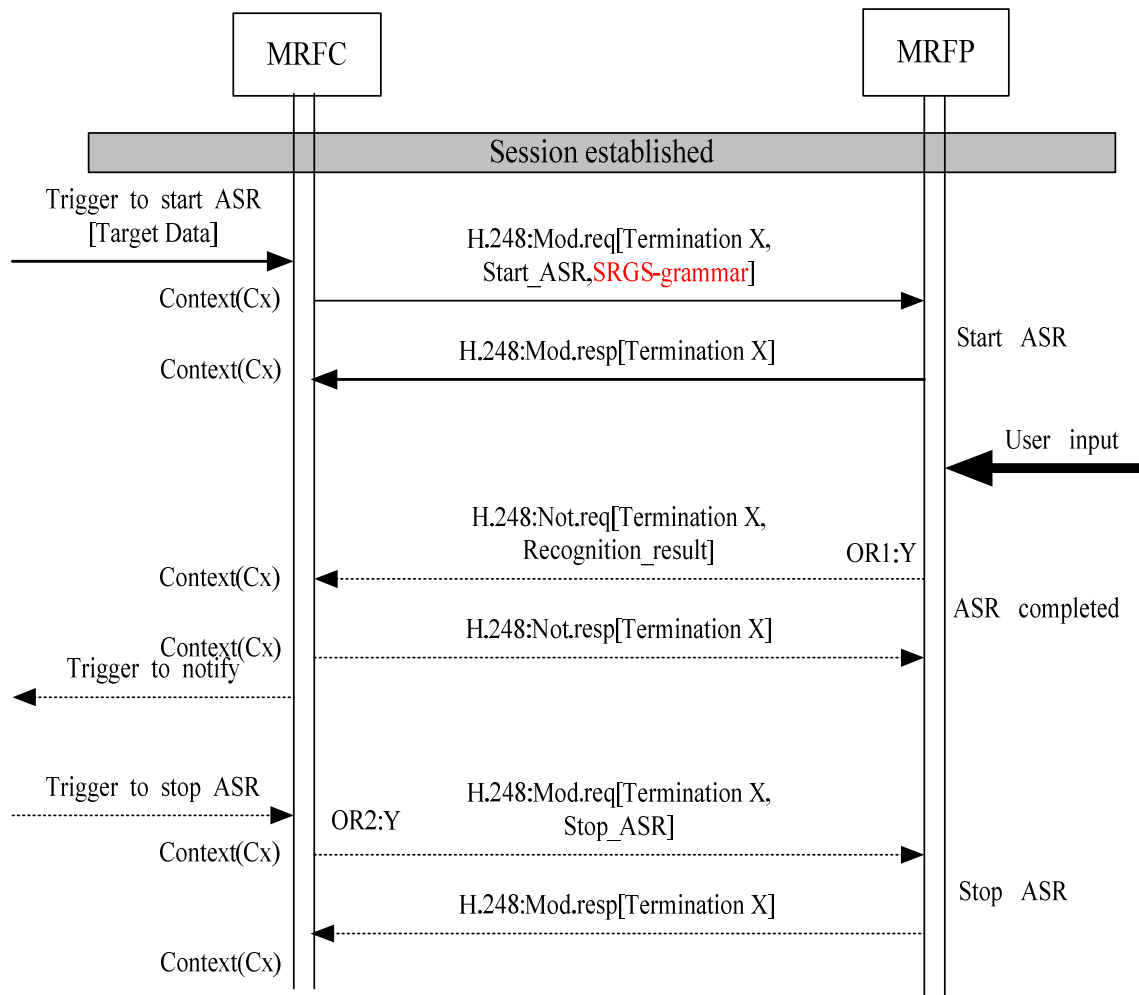 MRFC
MRFP
Session established
Trigger to start ASR
[Target Data]
H.248:Mod.req[Termination X,
Start_ASR,SRGS-grammar]
Context(Cx)
Start ASR
H.248:Mod.resp[Termination X]
Context(Cx)
User input
H.248:Not.req[Termination X,
Recognition_result]
OR1:Y
Context(Cx)
ASR completed
H.248:Not.resp[Termination X]
Context(Cx)
Trigger to notify
Trigger to stop ASR
H.248:Mod.req[Termination X,
Stop_ASR]
OR2:Y
Context(Cx)
Stop ASR
H.248:Mod.resp[Termination X]
Context(Cx)